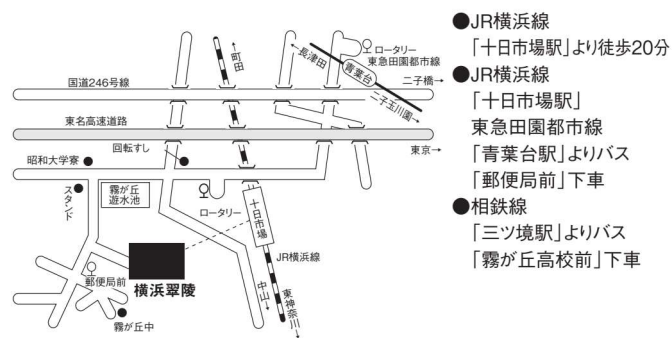 ↑町田
←長津田
ロータリー
東急田園都市線
青葉台
二子橋→
二子玉川園→
国道246号線
東名高速道路
東京→
回転すし
昭和大学寮
スタンド
霧が丘
遊水池
ロータリー
十日市場
JR横浜線
郵便局前
横浜翠陵
霧が丘中
中山↓
東神奈川↓
●JR横浜線
「十日市場駅」より徒歩20分
●JR横浜線
「十日市場駅」
東急田園都市線
「青葉台駅」よりバス
「郵便局前」下車
●相鉄線
「三ツ境駅」よりバス
「霧が丘高校前」下車